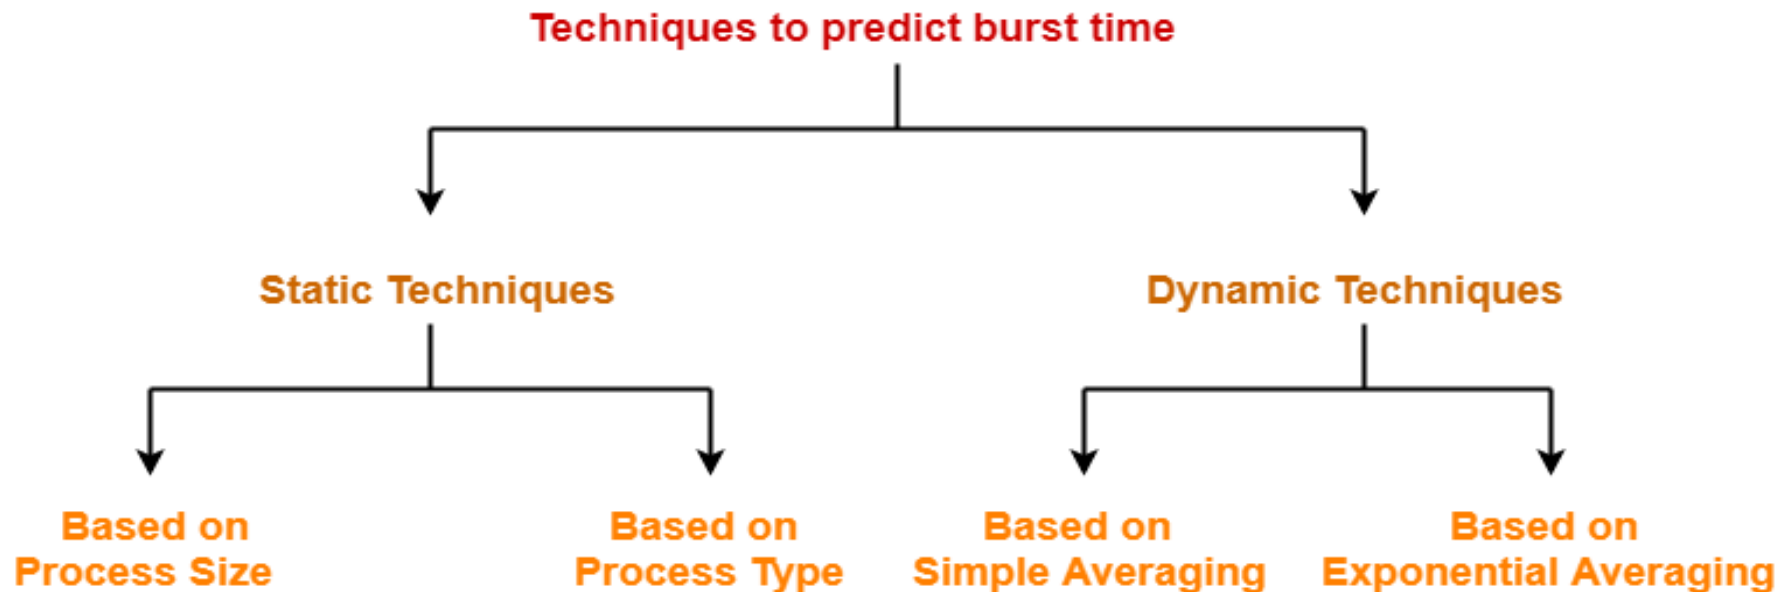 Techniques to predict burst time
Static Techniques
Dynamic Techniques
Based on
Process Size
Based on
Process Type
Based on
Simple Averaging
Based on
Exponential Averaging